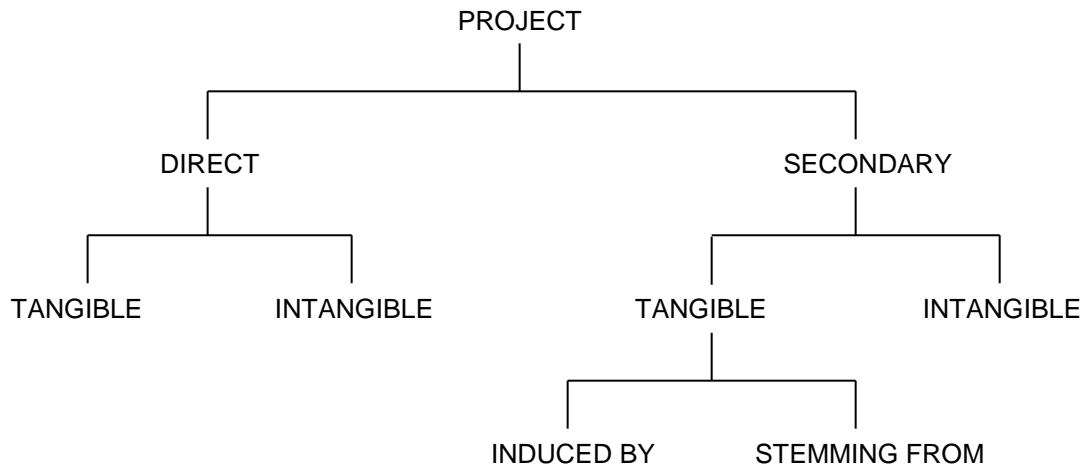 PROJECT
DIRECT SECONDARY
TANGIBLE INTANGIBLE TANGIBLE INTANGIBLE
INDUCED BY STEMMING FROM